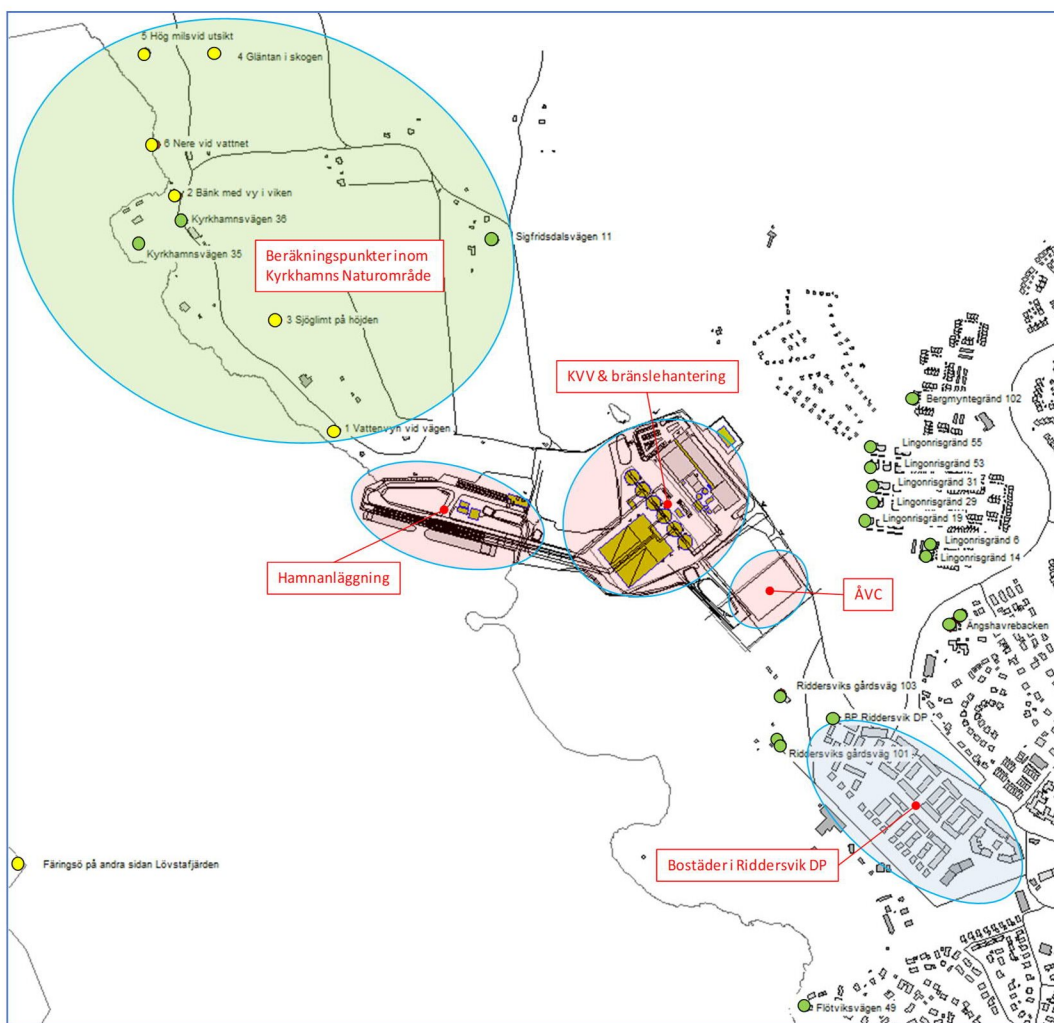 5 Hög milsvid utsikt
4 Gläntan i skogen
6 Nere vid vattnet
2 Bänk med vy i viken
Kyrkhamnsvägen 36
Kyrkhamnsvägen 35
Sigfridsdalsvägen 11
Beräkningspunkter inom
Kyrkhamns Naturområde
3 Sjöglimt på höjden
KVV & bränslehantering
Bergmyntegränd 102
1 Vattenvyn vid vägen
Lingonrisgränd 55
Lingonrisgränd 53
Lingonrisgränd 31
Lingonrisgränd 29
Lingonrisgränd 19
Lingonrisgränd 6
Lingonrisgränd 14
Hamnanläggning
ÅVC
Ängshavrebacken
Riddersviks gårdsväg 103
BP Riddersvik DP
Riddersviks gårdsväg 101
Färingsö på andra sidan Lövstafjärden
Bostäder i Riddersvik DP
Flötviksvägen 49